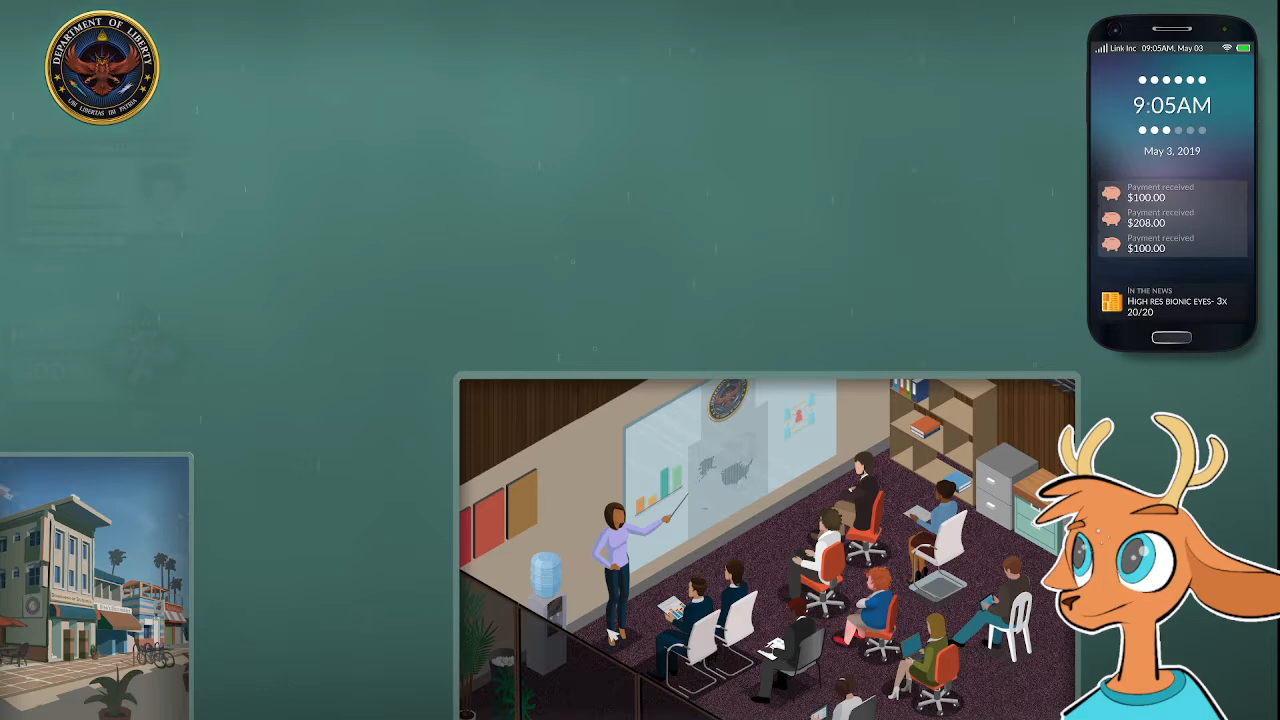 DEPARTMENT OF LIBERTY
UBI LIBERTAS IBI PATRIA
Link Inc 09:05AM, May 03
9:05AM
May 3, 2019
Payment received
$100.00
Payment received
$208.00
Payment received
$100.00
IN THE NEWS
HIGH RES BIONIC EYES- 3X
20/20